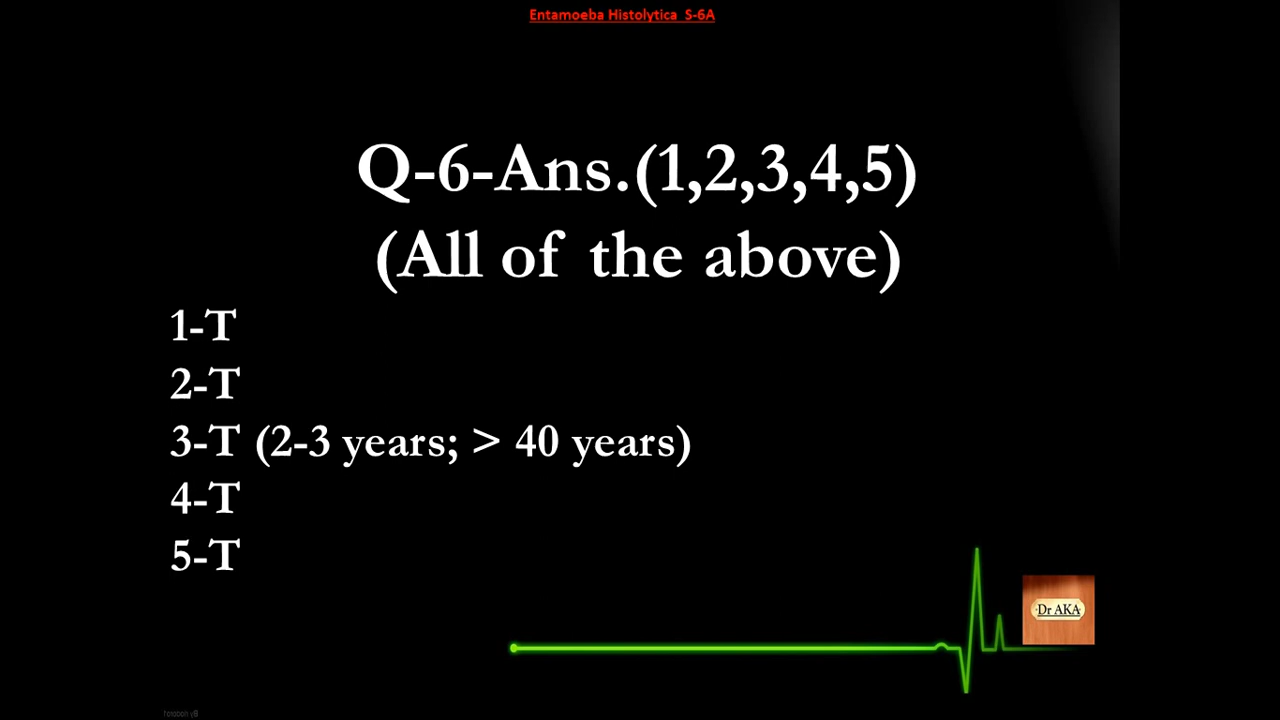 Entamoeba Histolytica S-6A
Q-6-Ans.(1,2,3,4,5)
(All of the above)
1-T
2-T
3-T (2-3 years; > 40 years)
4-T
5-T
Dr AKA